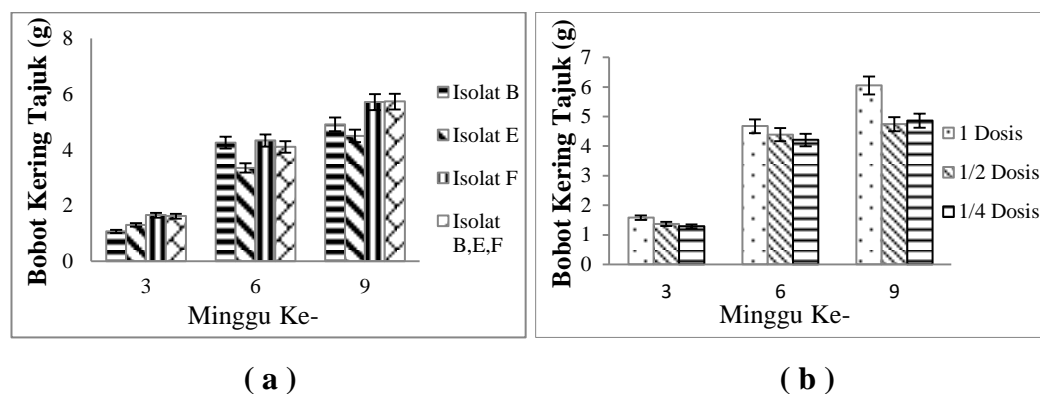 Bobot Kering Tajuk (g)
8
6
4
2
0
3 6 9
Minggu Ke-
Isolat B
Isolat E
Isolat F
Isolat
B,E,F
( a )
Bobot Kering Tajuk (g)
7
6
5
4
3
2
1
0
3 6 9
Minggu Ke-
1 Dosis
1/2 Dosis
1/4 Dosis
( b )